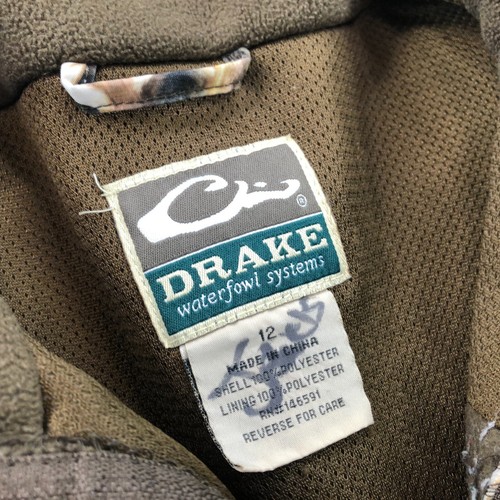 ®
DRAKE
waterfowl systems
12
MADE IN CHINA
SHELL 100% POLYESTER
LINING 100% POLYESTER
RN# 146591
REVERSE FOR CARE